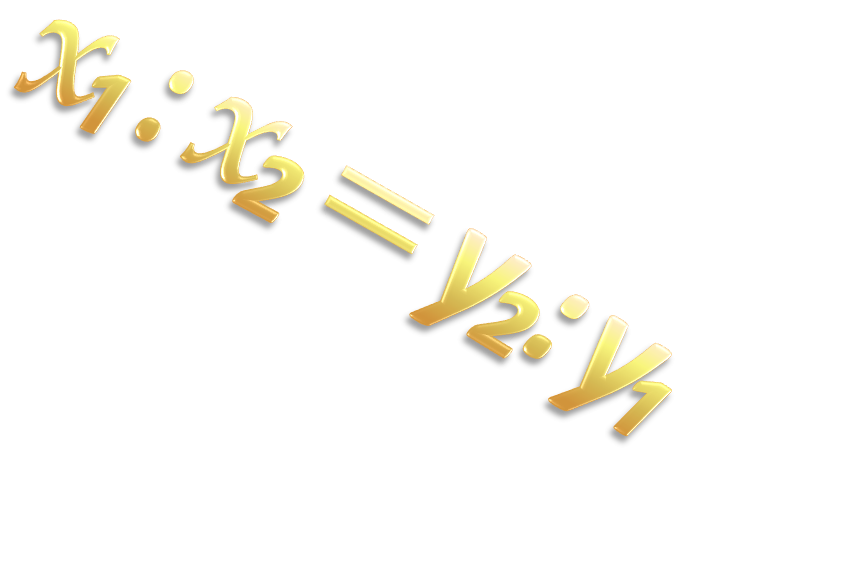 x₁ : x₂ = y₂ : y₁